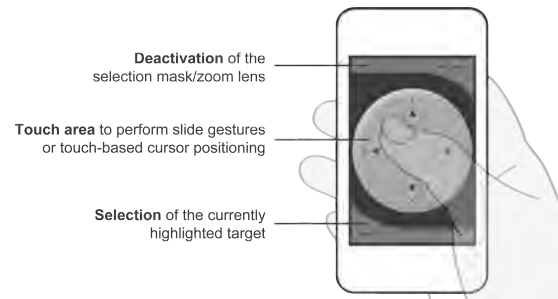 Deactivation of the
selection mask/zoom lens
Touch area to perform slide gestures
or touch-based cursor positioning
Selection of the currently
highlighted target